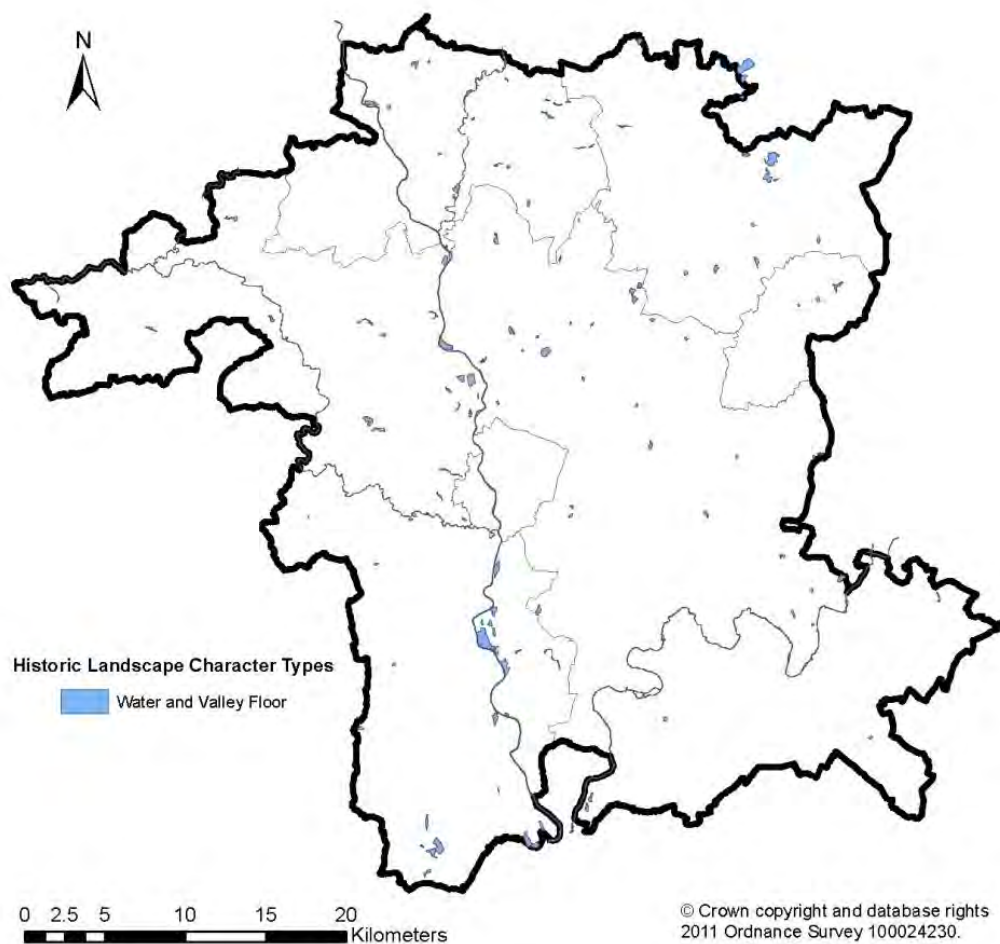 N
Historic Landscape Character Types
Water and Valley Floor
0 2.5 5 10 15 20
Kilometers
© Crown copyright and database rights
2011 Ordnance Survey 100024230.